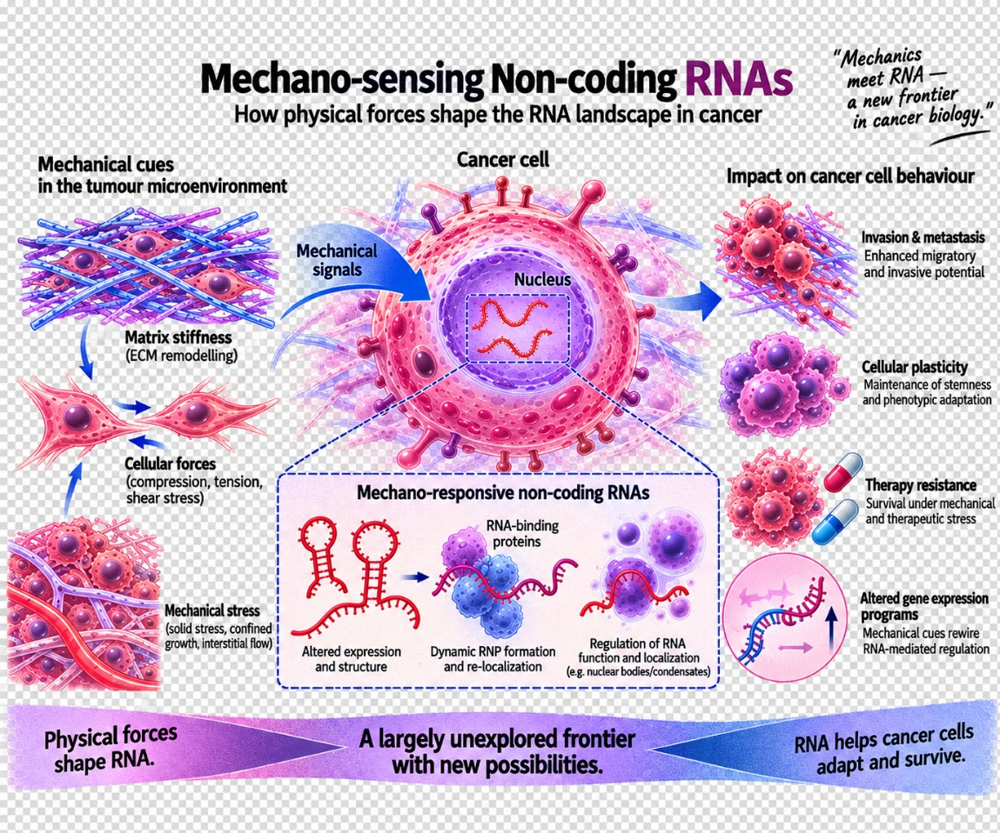 Mechano-sensing Non-coding RNAs
How physical forces shape the RNA landscape in cancer
"Mechanics
meet RNA —
a new frontier
in cancer biology."
Mechanical cues
in the tumour microenvironment
Matrix stiffness
(ECM remodelling)
Cellular forces
(compression, tension,
shear stress)
Mechanical stress
(solid stress, confined
growth, interstitial flow)
Cancer cell
Mechanical
signals
Nucleus
Mechano-responsive non-coding RNAs
Altered expression
and structure
RNA-binding
proteins
Dynamic RNP formation
and re-localization
Regulation of RNA
function and localization
(e.g. nuclear bodies/condensates)
Impact on cancer cell behaviour
Invasion & metastasis
Enhanced migratory
and invasive potential
Cellular plasticity
Maintenance of stemness
and phenotypic adaptation
Therapy resistance
Survival under mechanical
and therapeutic stress
Altered gene expression
programs
Mechanical cues rewire
RNA-mediated regulation
Physical forces
shape RNA.
A largely unexplored frontier
with new possibilities.
RNA helps cancer cells
adapt and survive.